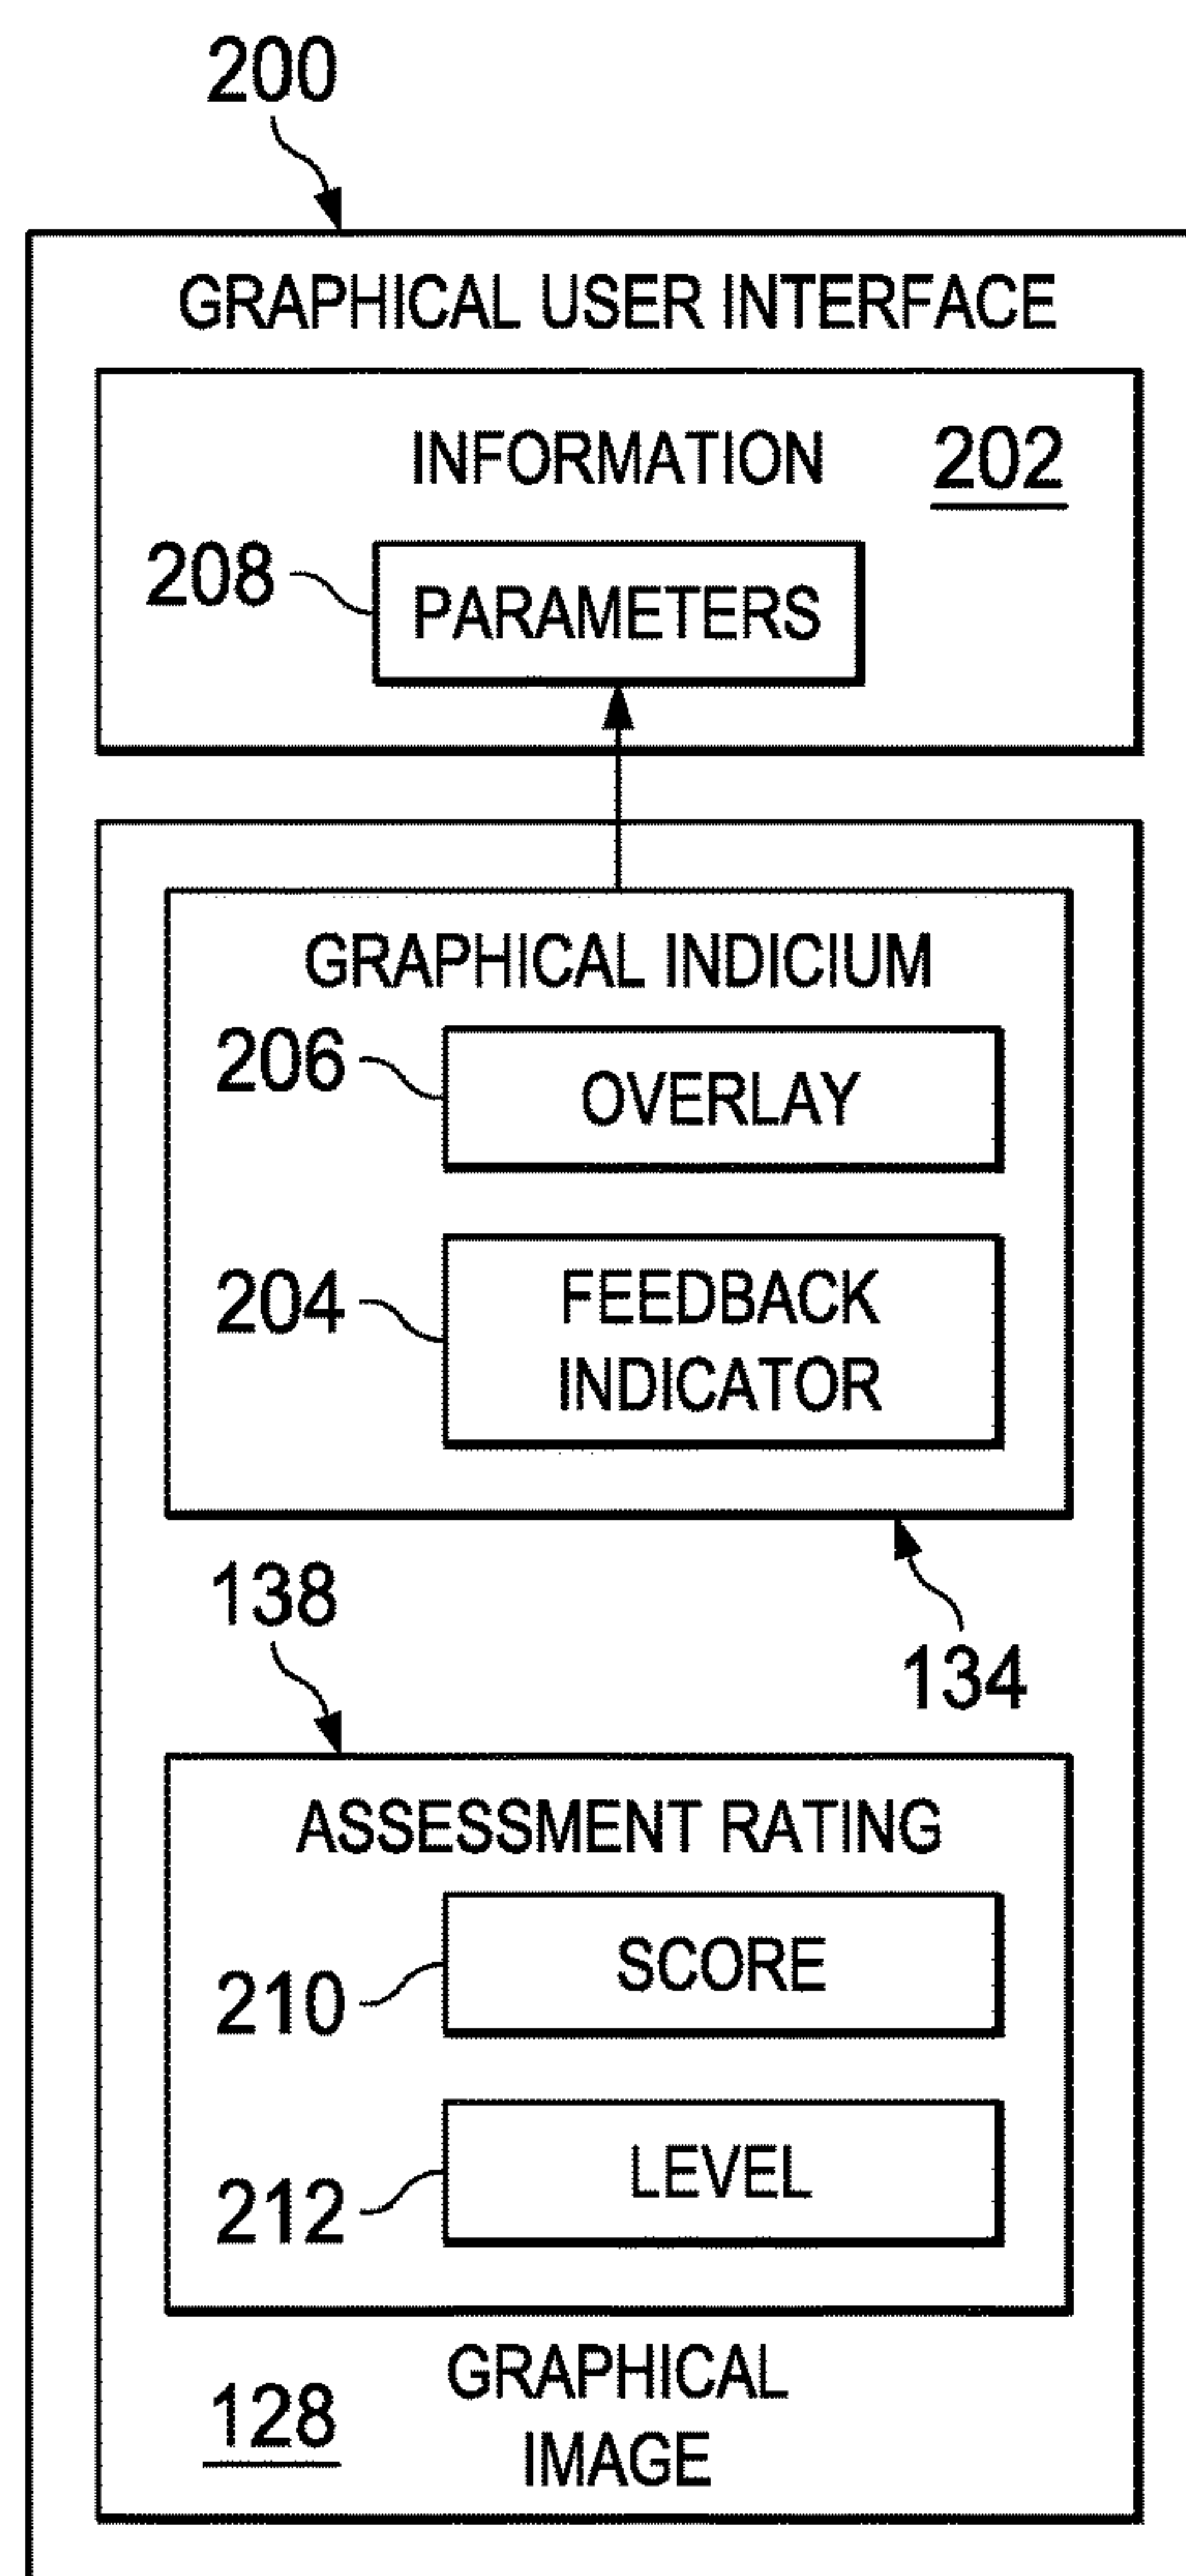 200
GRAPHICAL USER INTERFACE
INFORMATION 202
208 PARAMETERS
GRAPHICAL INDICIUM
206 OVERLAY
204 FEEDBACK
INDICATOR
138
134
ASSESSMENT RATING
210 SCORE
212 LEVEL
128 GRAPHICAL
IMAGE